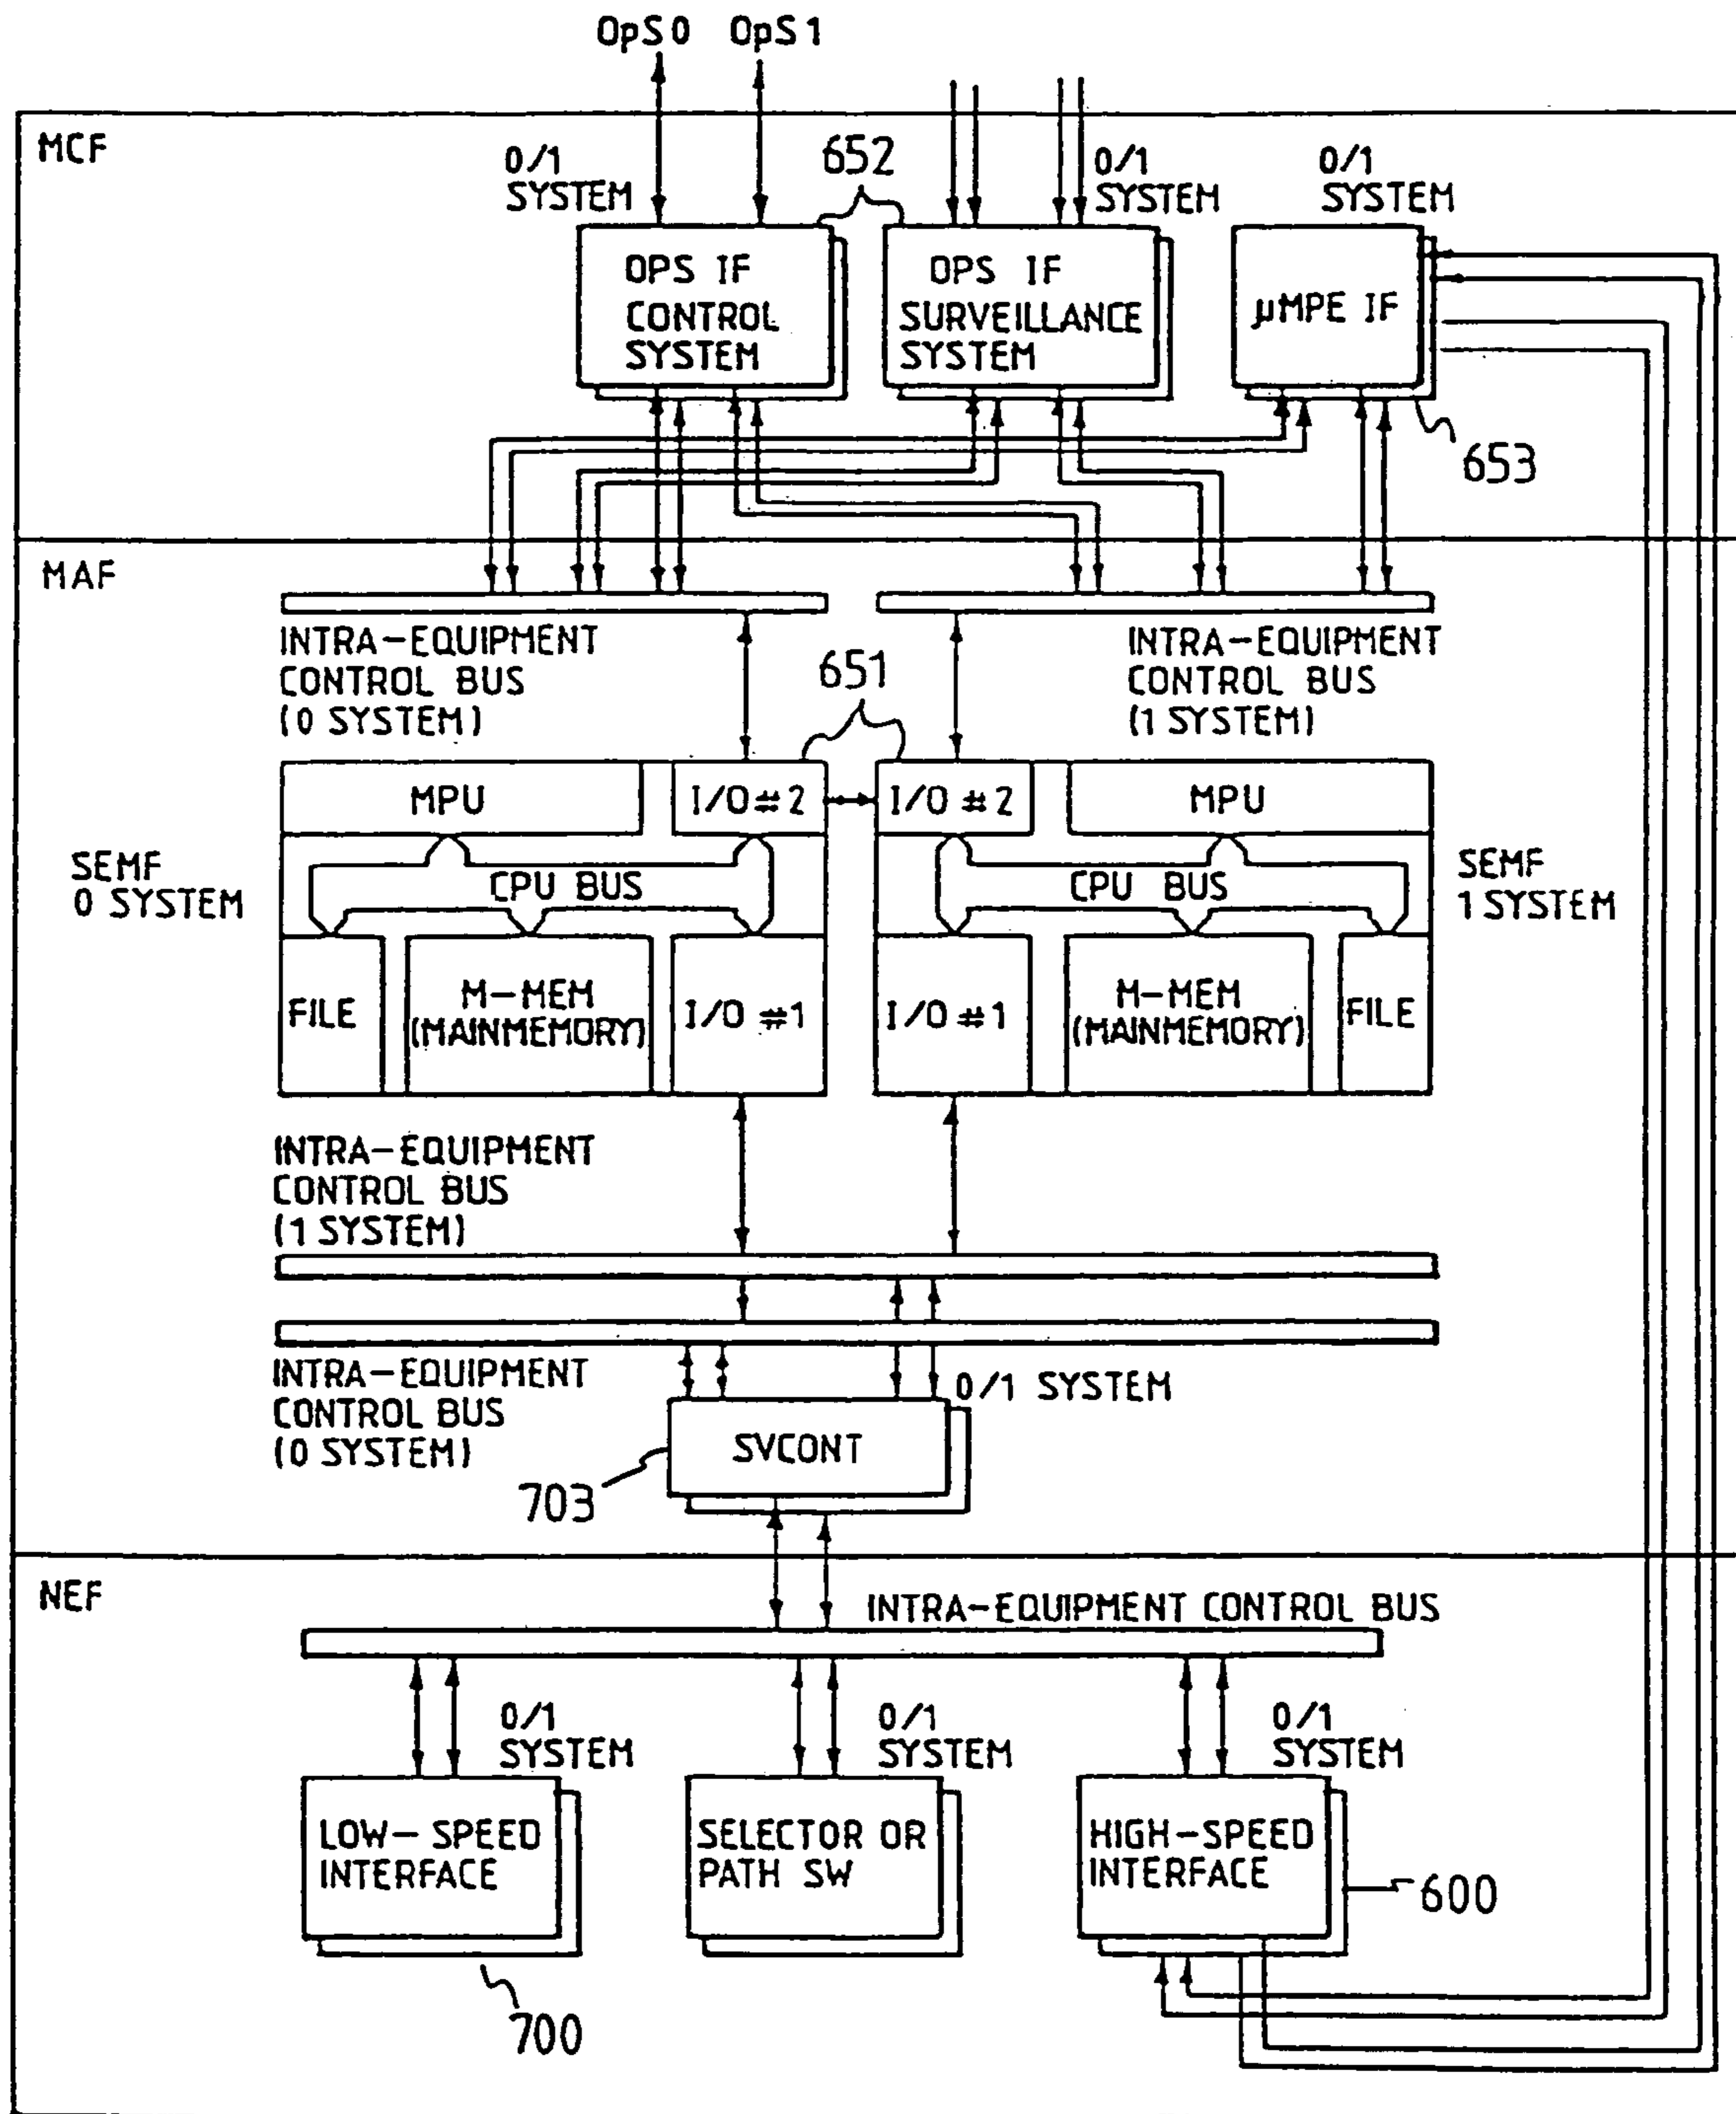 OpS0 OpS1
MCF
0/1
SYSTEM
652
0/1
SYSTEM
0/1
SYSTEM
OPS IF
CONTROL
SYSTEM
OPS IF
SURVEILLANCE
SYSTEM
µMPE IF
653
MAF
INTRA-EQUIPMENT
CONTROL BUS
(0 SYSTEM)
651
INTRA-EQUIPMENT
CONTROL BUS
(1 SYSTEM)
SEMF
0 SYSTEM
MPU
I/O #2
CPU BUS
FILE
M-MEM
(MAINMEMORY)
I/O #1
I/O #2
MPU
CPU BUS
I/O #1
M-MEM
(MAINMEMORY)
FILE
SEMF
1 SYSTEM
INTRA-EQUIPMENT
CONTROL BUS
(1 SYSTEM)
INTRA-EQUIPMENT
CONTROL BUS
(0 SYSTEM)
0/1 SYSTEM
SVCONT
703
NEF
INTRA-EQUIPMENT CONTROL BUS
0/1
SYSTEM
0/1
SYSTEM
0/1
SYSTEM
LOW-SPEED
INTERFACE
SELECTOR OR
PATH SW
HIGH-SPEED
INTERFACE
600
700